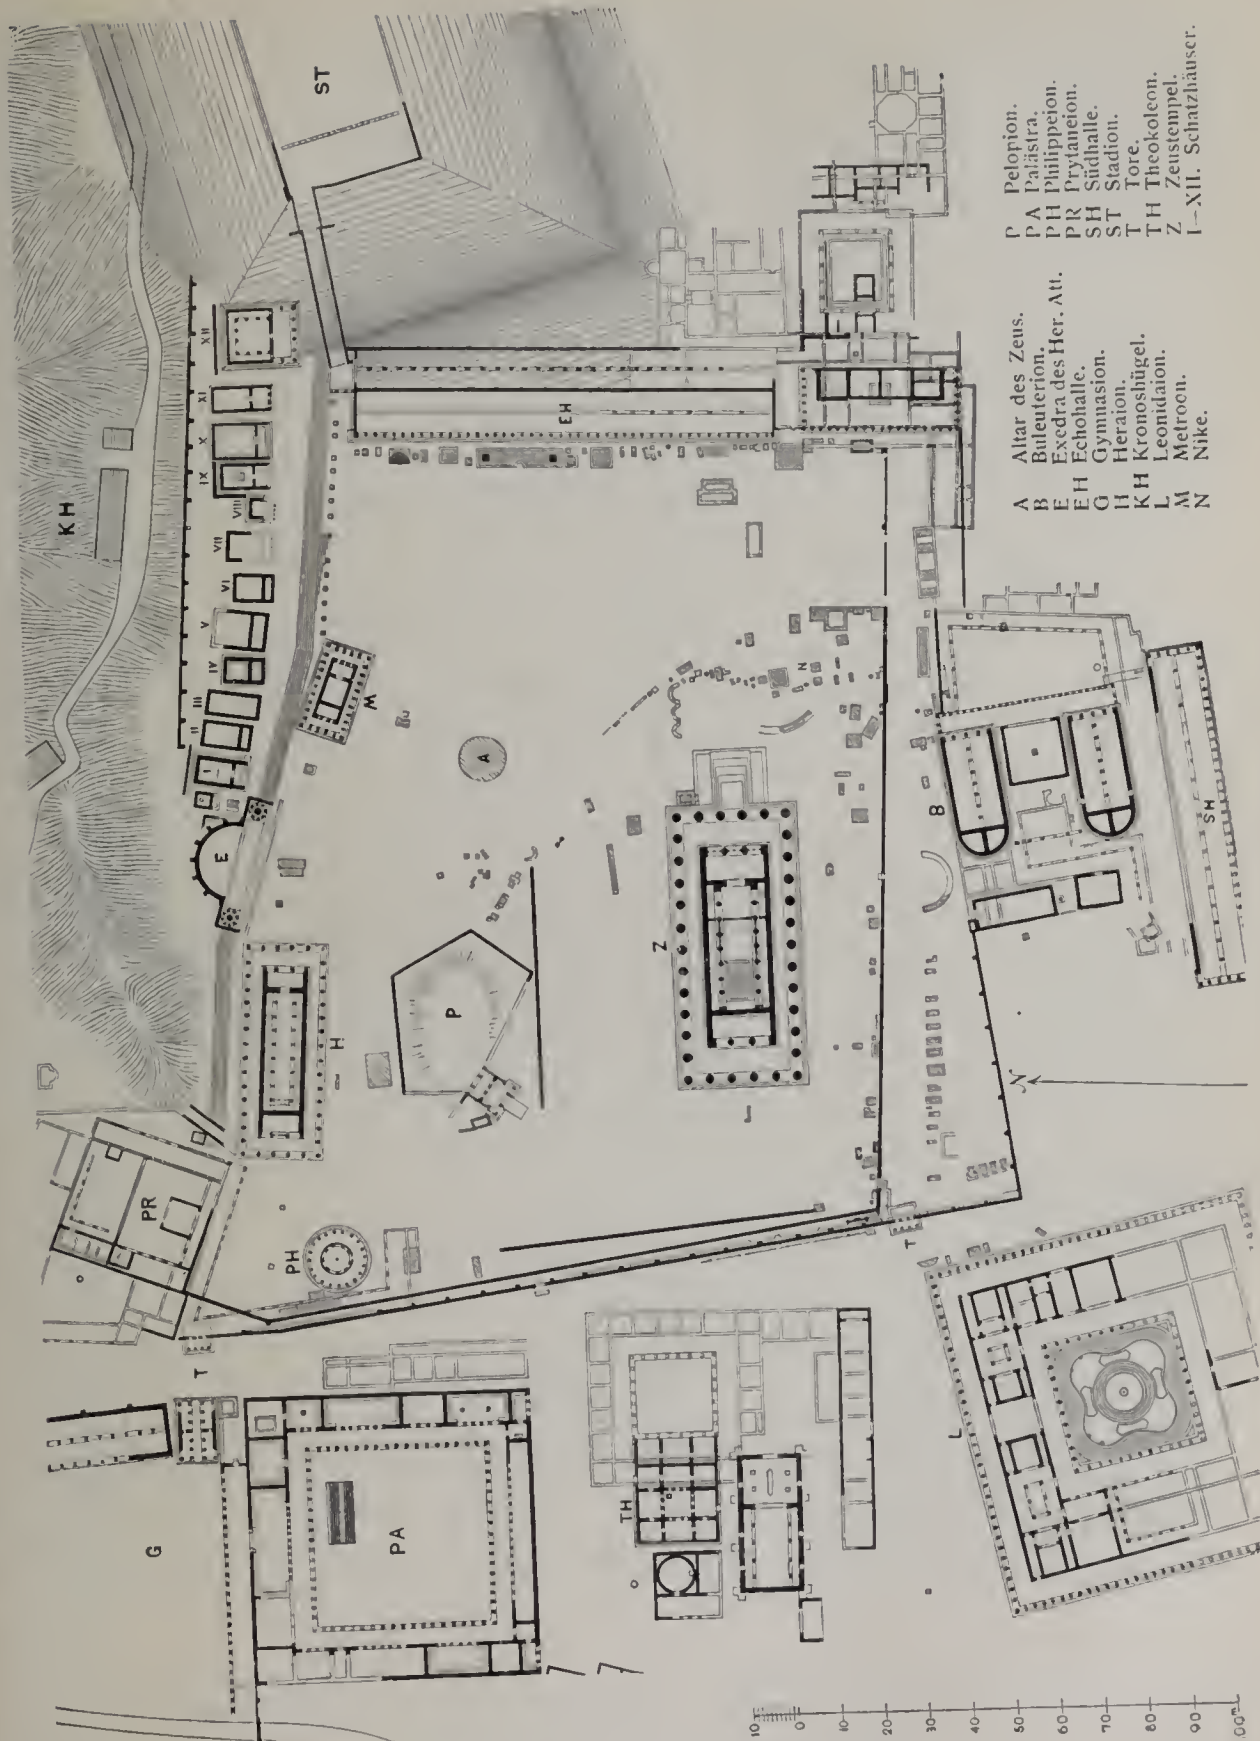 KH
ST
I
II
III
IV
V
VI
VII
VIII
IX
X
XI
XII
E
M
A
EH
PR
H
P
PH
T
G
PA
Z
N
B
SH
TH
T
L
N
A Altar des Zeus.
B Buleuterion.
E Exedra des Her. Att.
EH Echohalle.
G Gymnasion.
H Heraion.
KH Kronoshügel.
L Leonidaion.
M Metroon.
N Nike.
P Pelopion.
PA Palästra.
PH Philippeion.
PR Prytaneion.
SH Südhalle.
ST Stadion.
T Tore.
TH Theokoleon.
Z Zeustempel.
I–XII. Schatzhäuser.
10 0 10 20 30 40 50 60 70 80 90 100m